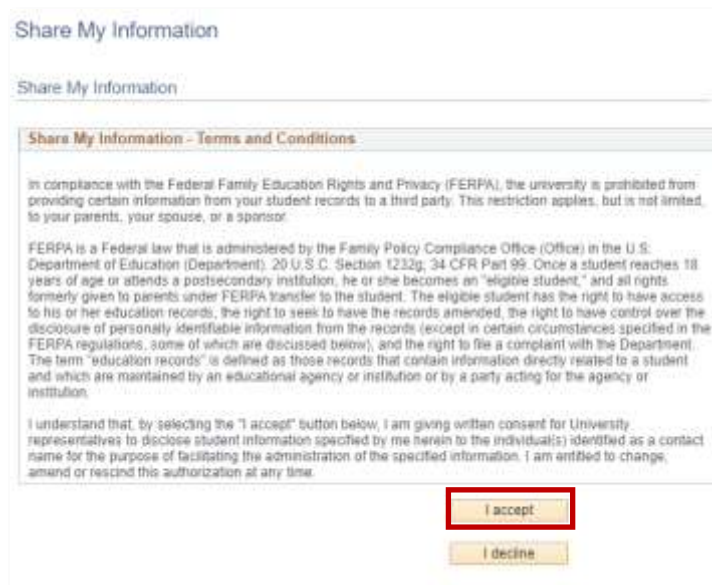 Share My Information
Share My Information
Share My Information - Terms and Conditions
In compliance with the Federal Family Education Rights and Privacy (FERPA), the university is prohibited from
providing certain information from your student records to a third party. This restriction applies, but is not limited,
to your parents, your spouse, or a sponsor.
FERPA is a Federal law that is administered by the Family Policy Compliance Office (Office) in the U.S.
Department of Education (Department). 20 U.S.C. Section 1232g; 34 CFR Part 99. Once a student reaches 18
years of age or attends a postsecondary institution, he or she becomes an "eligible student," and all rights
formerly given to parents under FERPA transfer to the student. The eligible student has the right to have access
to his or her education records, the right to seek to have the records amended, the right to have control over the
disclosure of personally identifiable information from the records (except in certain circumstances specified in the
FERPA regulations, some of which are discussed below), and the right to file a complaint with the Department.
The term "education records" is defined as those records that contain information directly related to a student
and which are maintained by an educational agency or institution or by a party acting for the agency or
institution.
I understand that, by selecting the "I accept" button below, I am giving written consent for University
representatives to disclose student information specified by me herein to the individual(s) identified as a contact
name for the purpose of facilitating the administration of the specified information. I am entitled to change,
amend or rescind this authorization at any time.
I accept
I decline